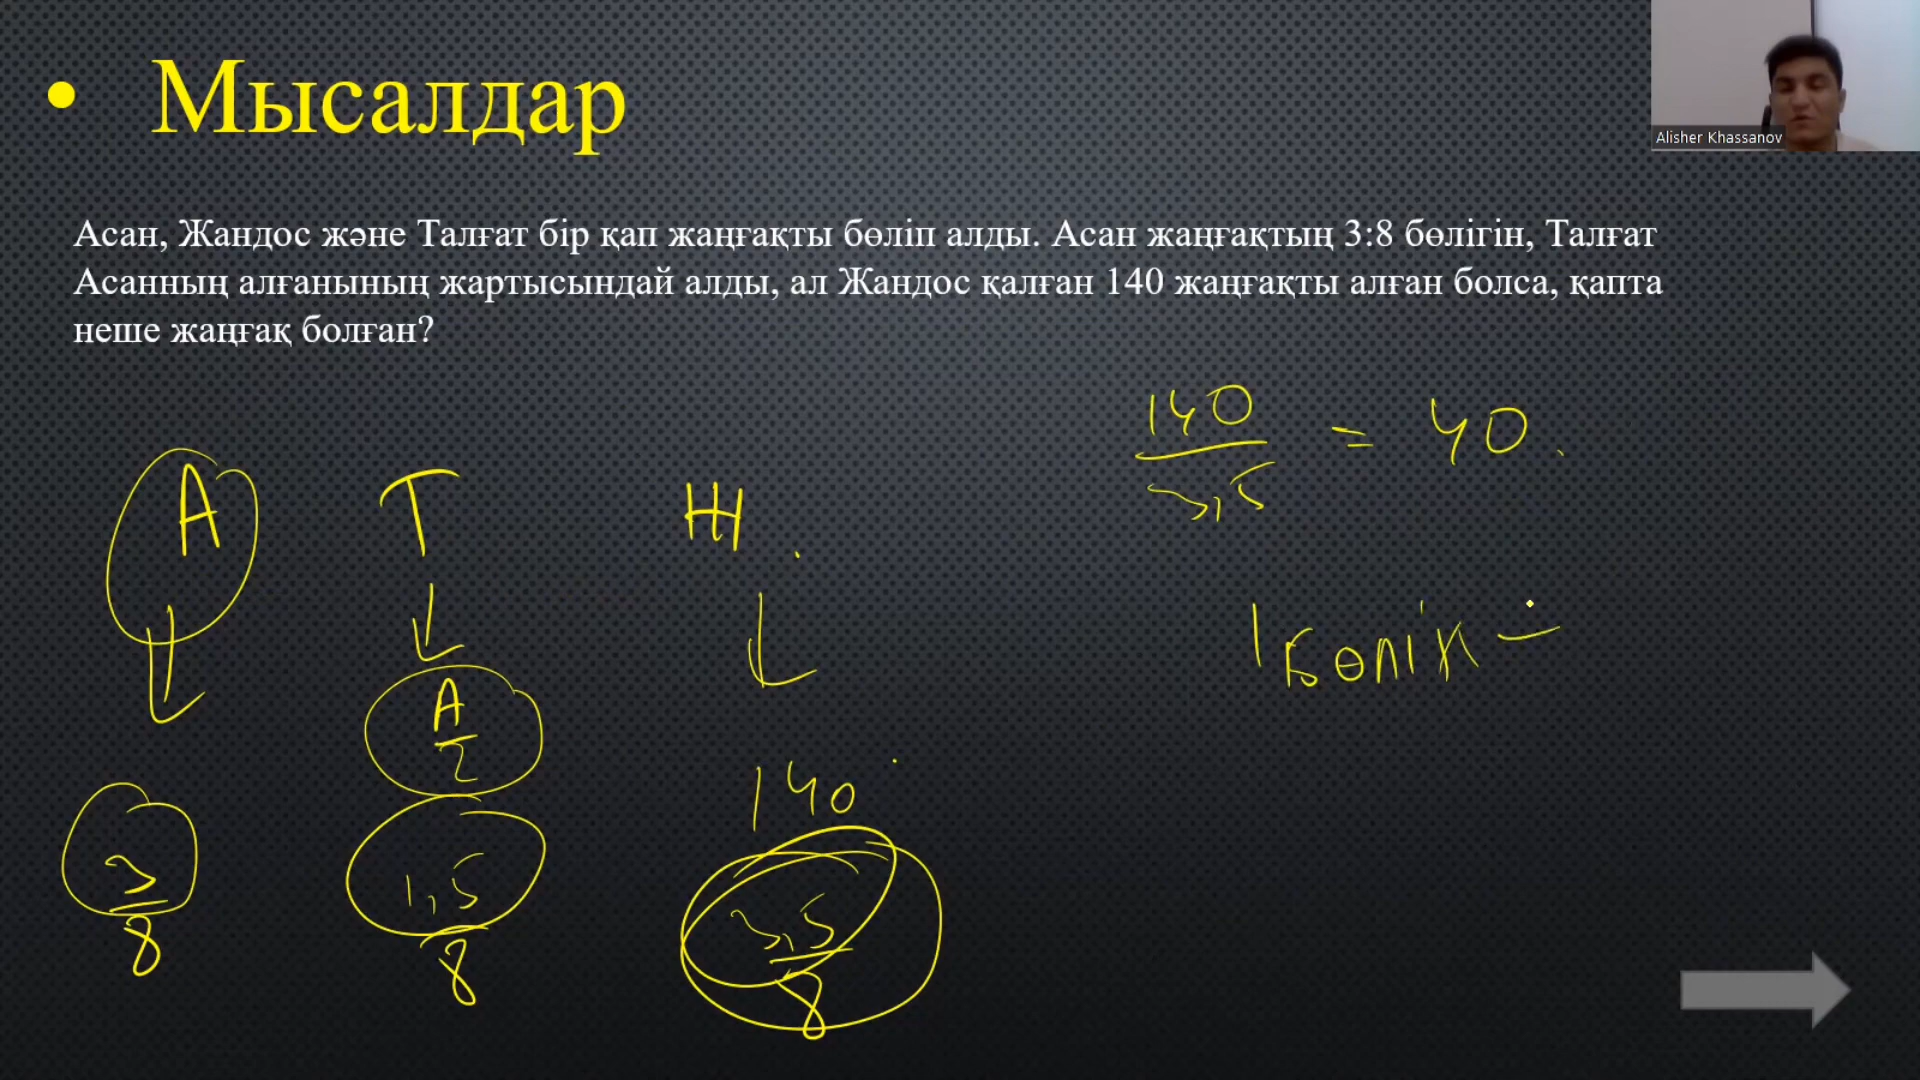 • Мысалдар
Alisher Khassanov
Асан, Жандос және Талғат бір қап жаңғақты бөліп алды. Асан жаңғақтың 3:8 бөлігін, Талғат
Асанның алғанының жартысындай алды, ал Жандос қалған 140 жаңғақты алған болса, қапта
неше жаңғақ болған?
140
3,5
= 40
А
Т
Ж
А
2
1 бөлік –
140
3
8
1,5
8
3,5
8